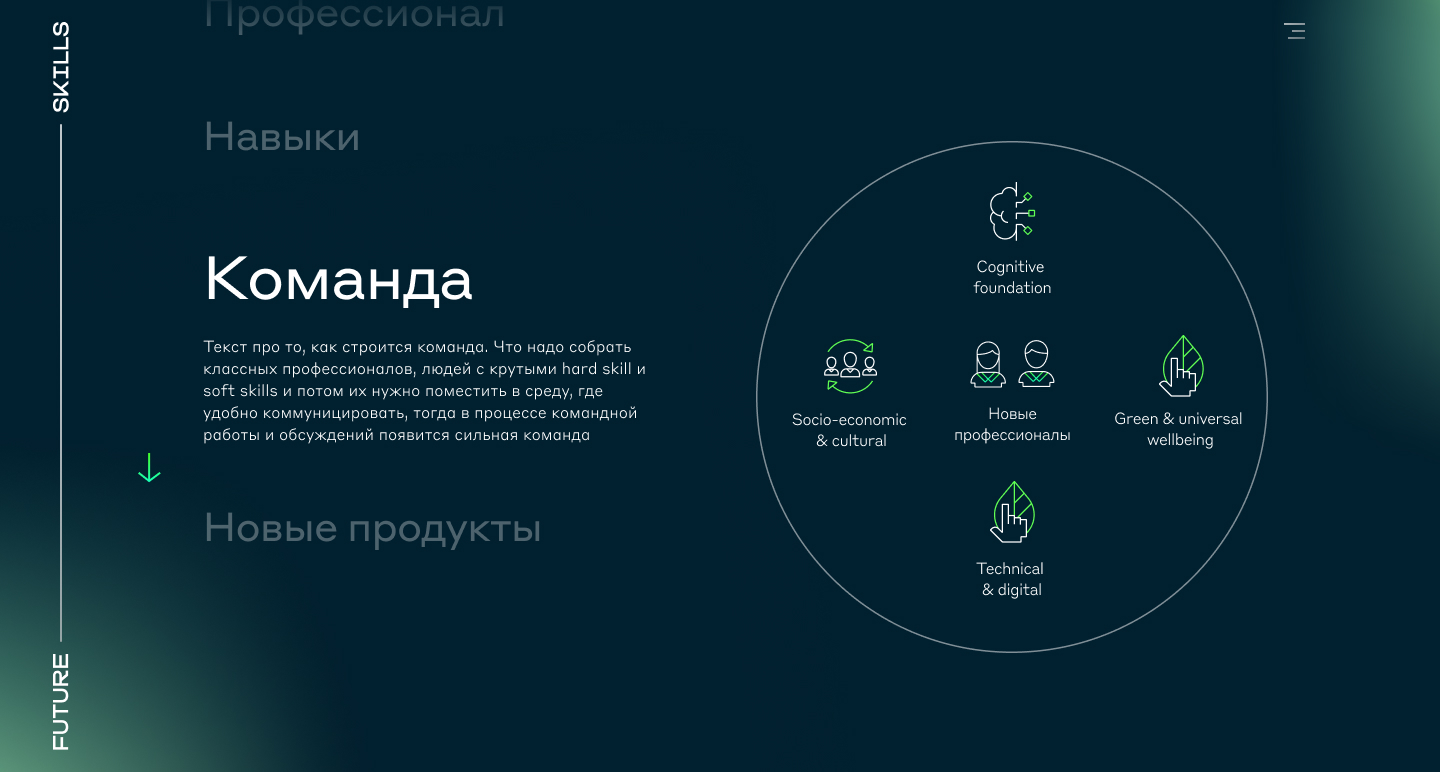 SKILLS
FUTURE
Профессионал
Навыки
Команда
Текст про то, как строится команда. Что надо собрать
классных профессионалов, людей с крутыми hard skill и
soft skills и потом их нужно поместить в среду, где
удобно коммуницировать, тогда в процессе командной
работы и обсуждений появится сильная команда
Новые продукты
Cognitive
foundation
Socio-economic
& cultural
Новые
профессионалы
Green & universal
wellbeing
Technical
& digital